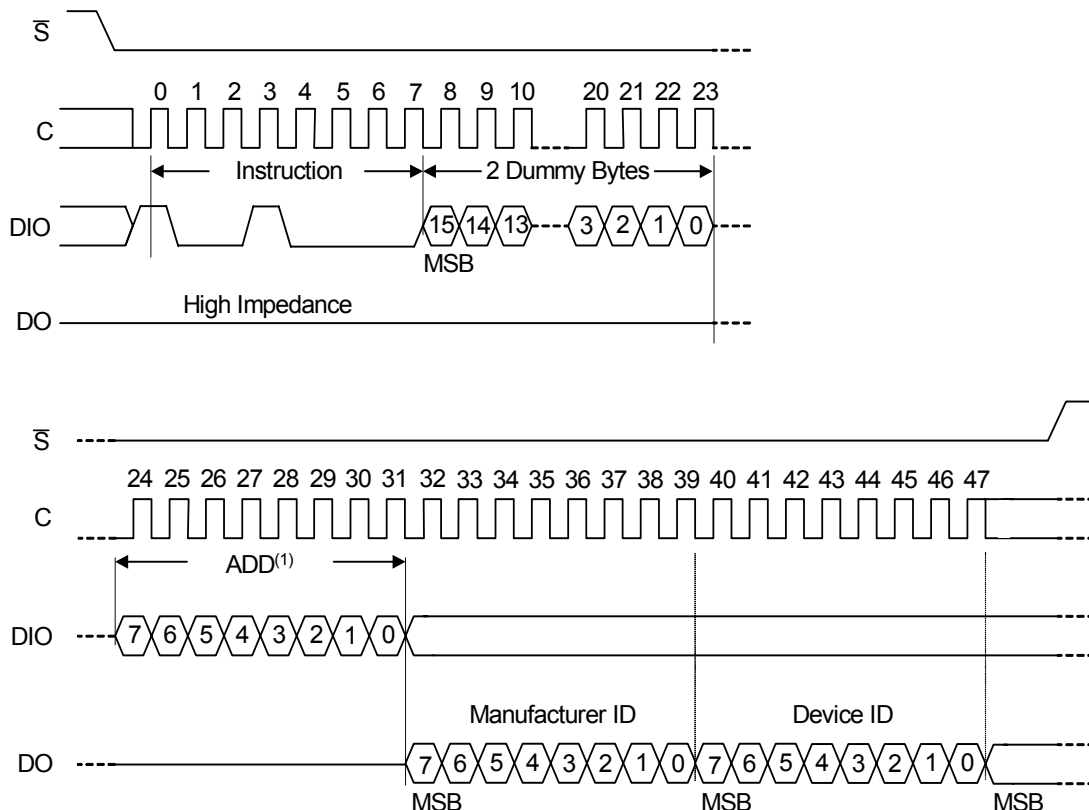 S
0 1 2 3 4 5 6 7 8 9 10 20 21 22 23
C
Instruction 2 Dummy Bytes
DIO 15 14 13 3 2 1 0
MSB
High Impedance
DO
S
24 25 26 27 28 29 30 31 32 33 34 35 36 37 38 39 40 41 42 43 44 45 46 47
C
ADD(1)
DIO 7 6 5 4 3 2 1 0
Manufacturer ID Device ID
DO 7 6 5 4 3 2 1 0 7 6 5 4 3 2 1 0
MSB MSB MSB